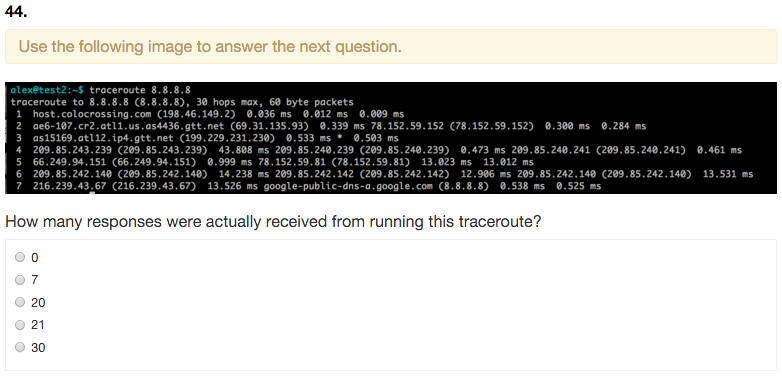 44.
Use the following image to answer the next question.
alex@test2:~$ traceroute 8.8.8.8
traceroute to 8.8.8.8 (8.8.8.8), 30 hops max, 60 byte packets
1 host.colocrossing.com (198.46.149.2) 0.036 ms 0.012 ms 0.009 ms
2 ae6-107.cr2.atl1.us.as4436.gtt.net (69.31.135.93) 0.339 ms 78.152.59.152 (78.152.59.152) 0.300 ms 0.284 ms
3 as15169.atl12.ip4.gtt.net (199.229.231.230) 0.533 ms * 0.503 ms
4 209.85.243.239 (209.85.243.239) 43.808 ms 209.85.240.239 (209.85.240.239) 0.473 ms 209.85.240.241 (209.85.240.241) 0.461 ms
5 66.249.94.151 (66.249.94.151) 0.999 ms 78.152.59.81 (78.152.59.81) 13.023 ms 13.012 ms
6 209.85.242.140 (209.85.242.140) 14.238 ms 209.85.242.142 (209.85.242.142) 12.906 ms 209.85.242.140 (209.85.242.140) 13.531 ms
7 216.239.43.67 (216.239.43.67) 13.526 ms google-public-dns-a.google.com (8.8.8.8) 0.538 ms 0.525 ms
How many responses were actually received from running this traceroute?
0
7
20
21
30